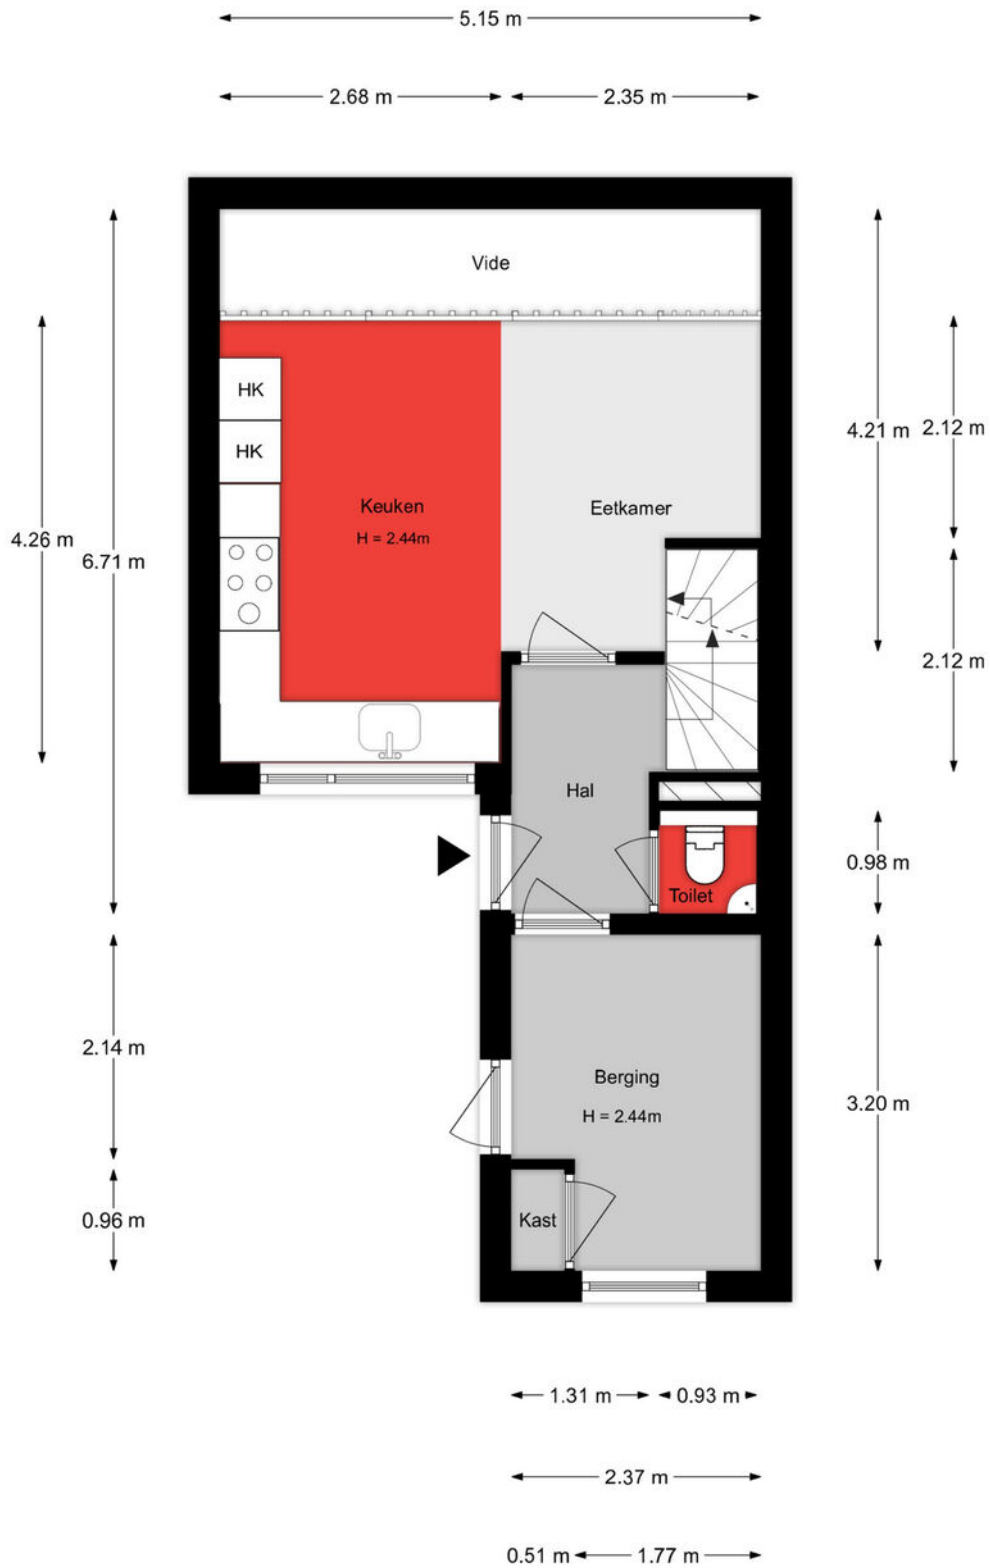 5.15 m
2.68 m
2.35 m
Vide
HK
HK
Keuken
H = 2.44m
Eetkamer
4.21 m
2.12 m
4.26 m
6.71 m
2.12 m
Hal
Toilet
0.98 m
2.14 m
Berging
H = 2.44m
3.20 m
Kast
0.96 m
1.31 m
0.93 m
2.37 m
0.51 m
1.77 m